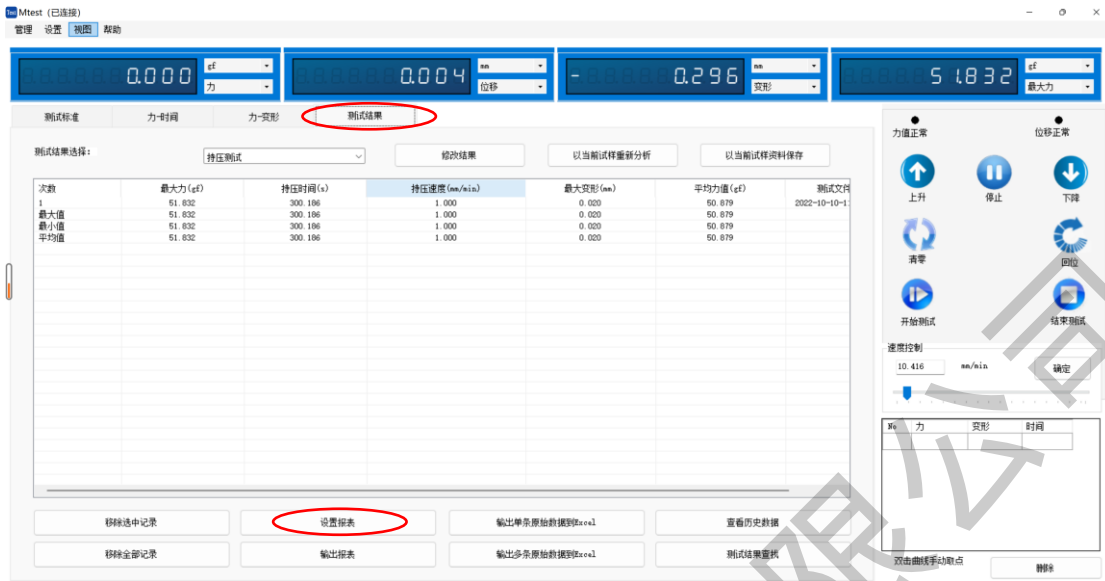 Tmc Mtest (已连接)
管理 设置 视图 帮助
0.000 gf 力
0.004 mm 位移
- 0.296 mm 变形
51.832 gf 最大力
测试标准 力-时间 力-变形 测试结果
测试结果选择: 持压测试 修改结果 以当前试样重新分析 以当前试样资料保存
次数 最大力(gf) 持压时间(s) 持压速度(mm/min) 最大变形(mm) 平均力值(gf) 测试文件
1 51.832 300.186 1.000 0.020 50.879 2022-10-10-1
最大值 51.832 300.186 1.000 0.020 50.879
最小值 51.832 300.186 1.000 0.020 50.879
平均值 51.832 300.186 1.000 0.020 50.879
移除选中记录 设置报表 输出单条原始数据到Excel 查看历史数据
移除全部记录 输出报表 输出多条原始数据到Excel 测试结果查找
力值正常 位移正常
上升 停止 下降
清零 回位
开始测试 结束测试
速度控制
10.416 mm/min 确定
No 力 变形 时间
双击曲线手动取点 删除
限公司